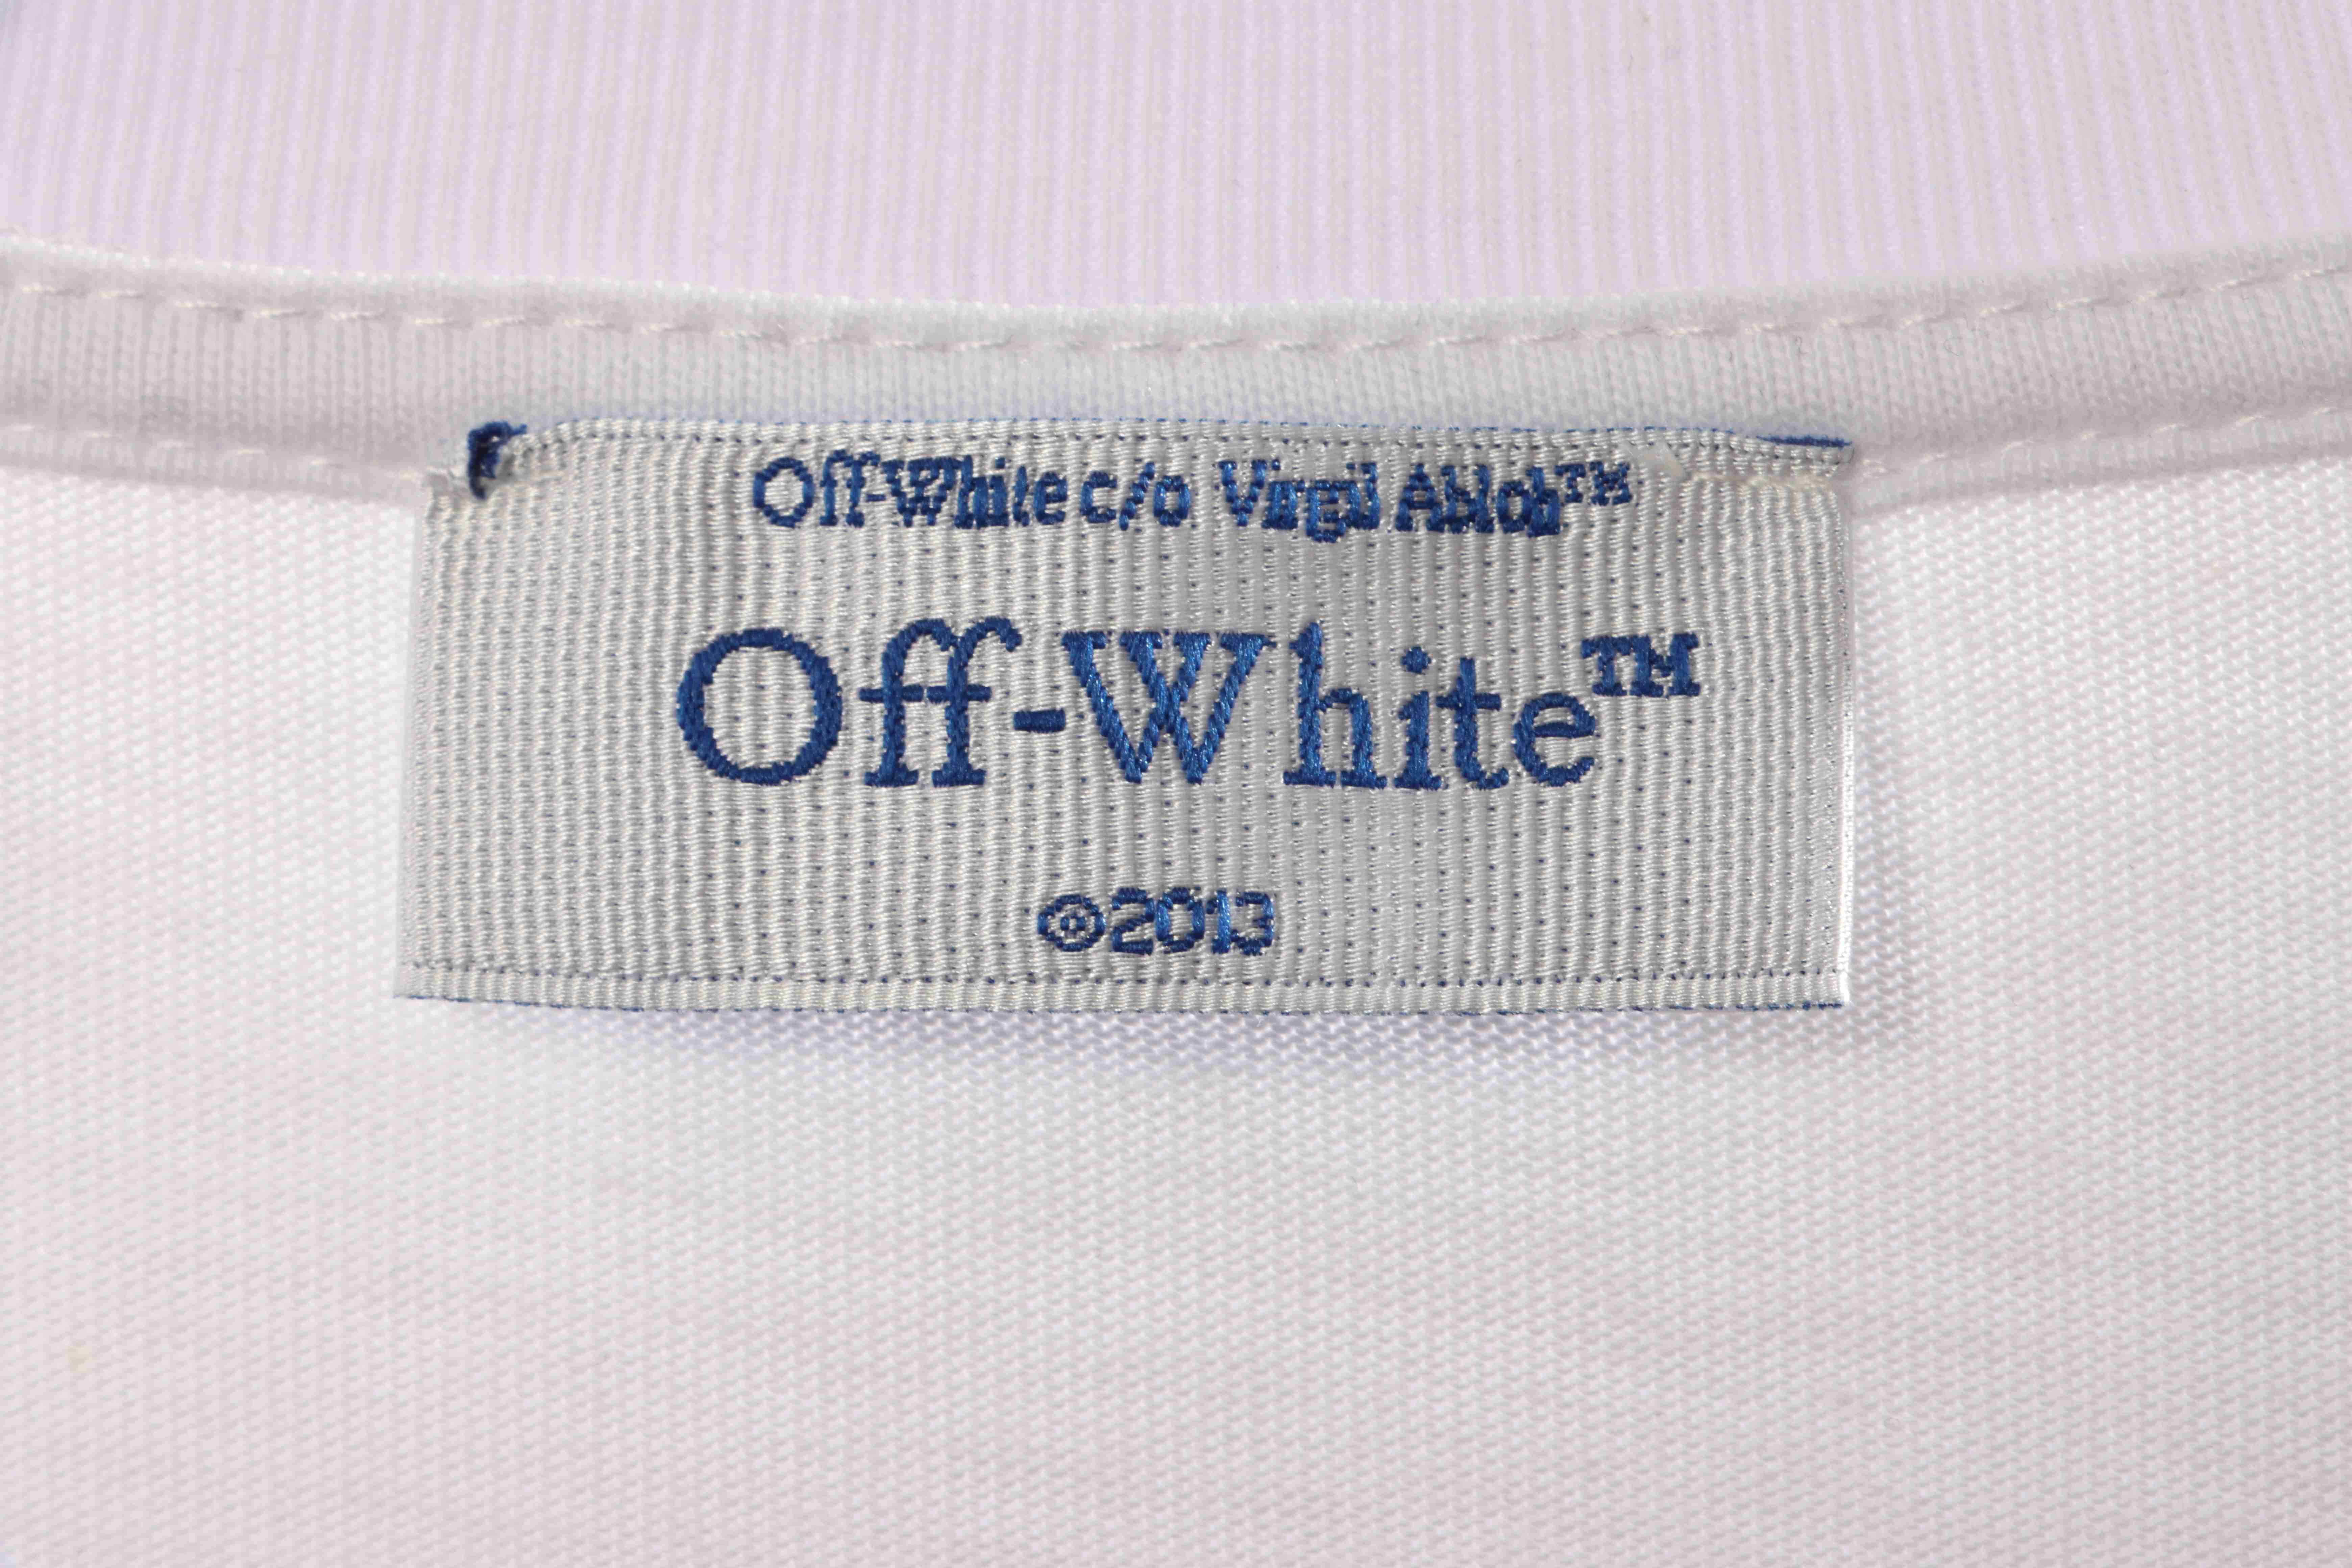 Off-White c/o Virgil Abloh™
Off-White™
©2013